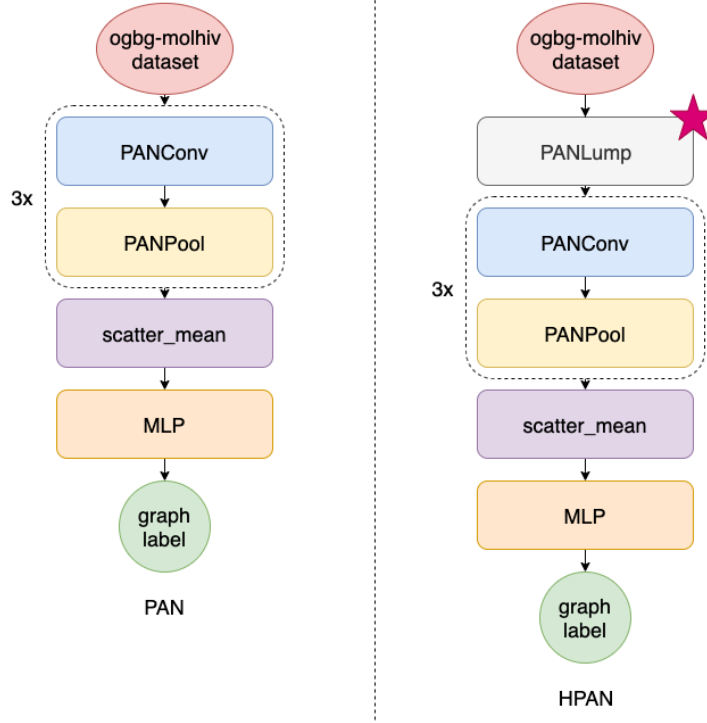 ogbg-molhiv
dataset
PANConv
3x
PANPool
scatter_mean
MLP
graph
label
PAN
ogbg-molhiv
dataset
PANLump
PANConv
3x
PANPool
scatter_mean
MLP
graph
label
HPAN